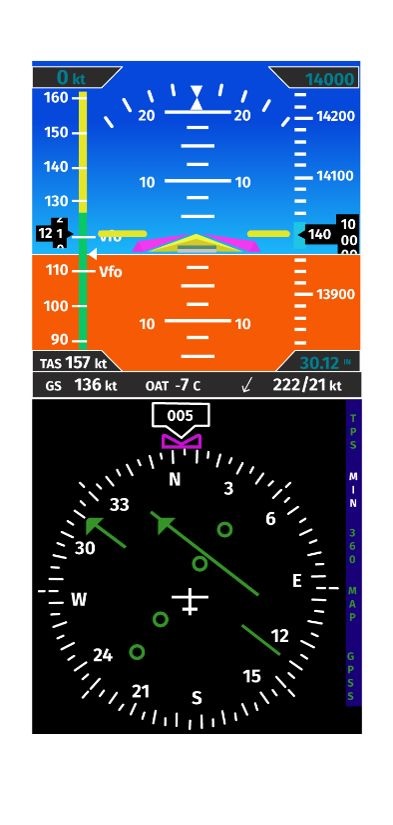 0 kt 14000
160 20 20 14200
150
140 10 10 14100
130
Vfo
12 1 140 10 00
110 Vfo
13900
100 10 10
90
TAS 157 kt 30.12 IN
GS 136 kt OAT -7 C 222/21 kt
005
TPS
MIN
360
MAP
GPSS
N
33 3
6
30
W E
12
24
15
21 S